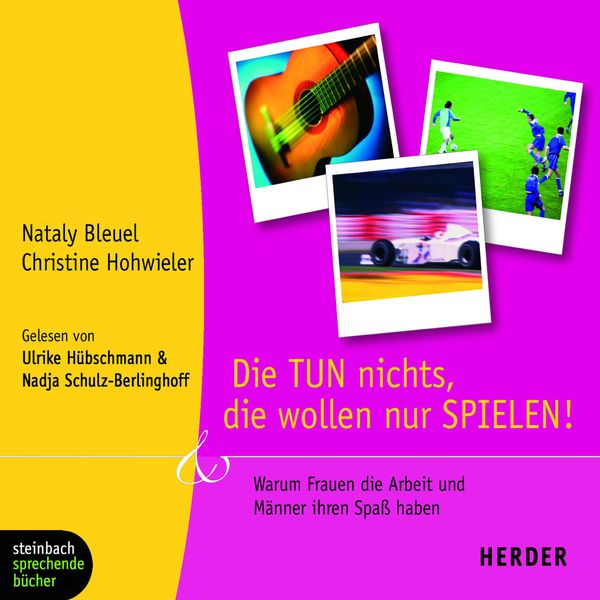 Nataly Bleuel
Christine Hohwieler
Gelesen von
Ulrike Hübschmann &
Nadja Schulz-Berlinghoff
Die TUN nichts,
die wollen nur SPIELEN!
&
Warum Frauen die Arbeit und
Männer ihren Spaß haben
steinbach
sprechende
bücher
HERDER